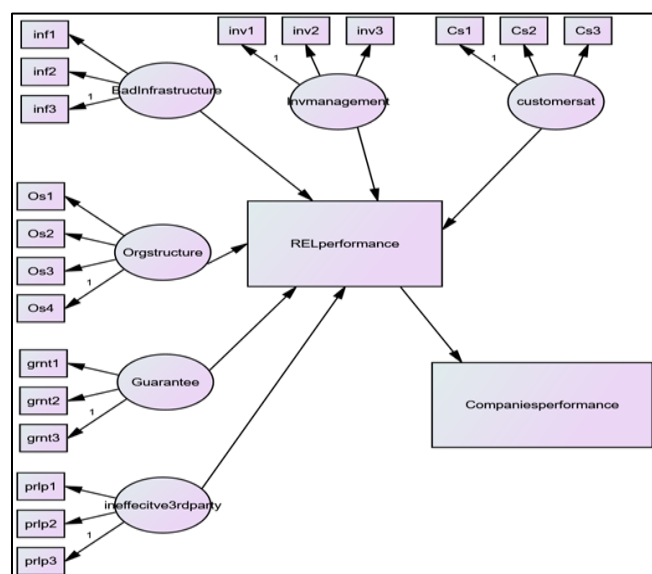 inf1
inf2
inf3
1
BadInfrastructure
inv1
inv2
inv3
1
Invmanagement
Cs1
Cs2
Cs3
1
customersat
Os1
Os2
Os3
Os4
1
Orgstructure
RELperformance
grnt1
grnt2
grnt3
1
Guarantee
Companiesperformance
prlp1
prlp2
prlp3
1
ineffecitve3rdparty